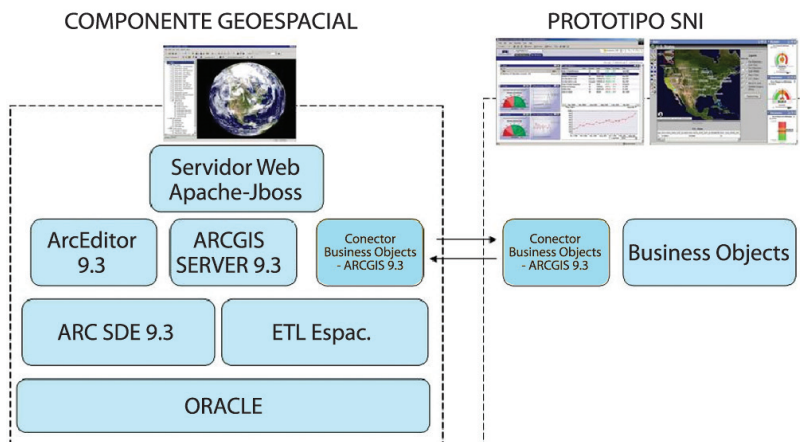 COMPONENTE GEOESPACIAL
PROTOTIPO SNI
Servidor Web
Apache-Jboss
ArcEditor
9.3
ARCGIS
SERVER 9.3
Conector
Business Objects
- ARCGIS 9.3
Conector
Business Objects
- ARCGIS 9.3
Business Objects
ARC SDE 9.3
ETL Espac.
ORACLE